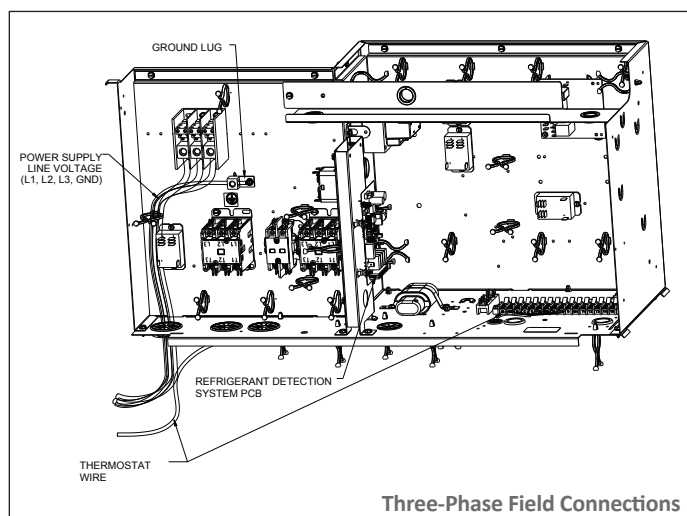 GROUND LUG
POWER SUPPLY
LINE VOLTAGE
(L1, L2, L3, GND)
REFRIGERANT DETECTION
SYSTEM PCB
THERMOSTAT
WIRE
Three-Phase Field Connections